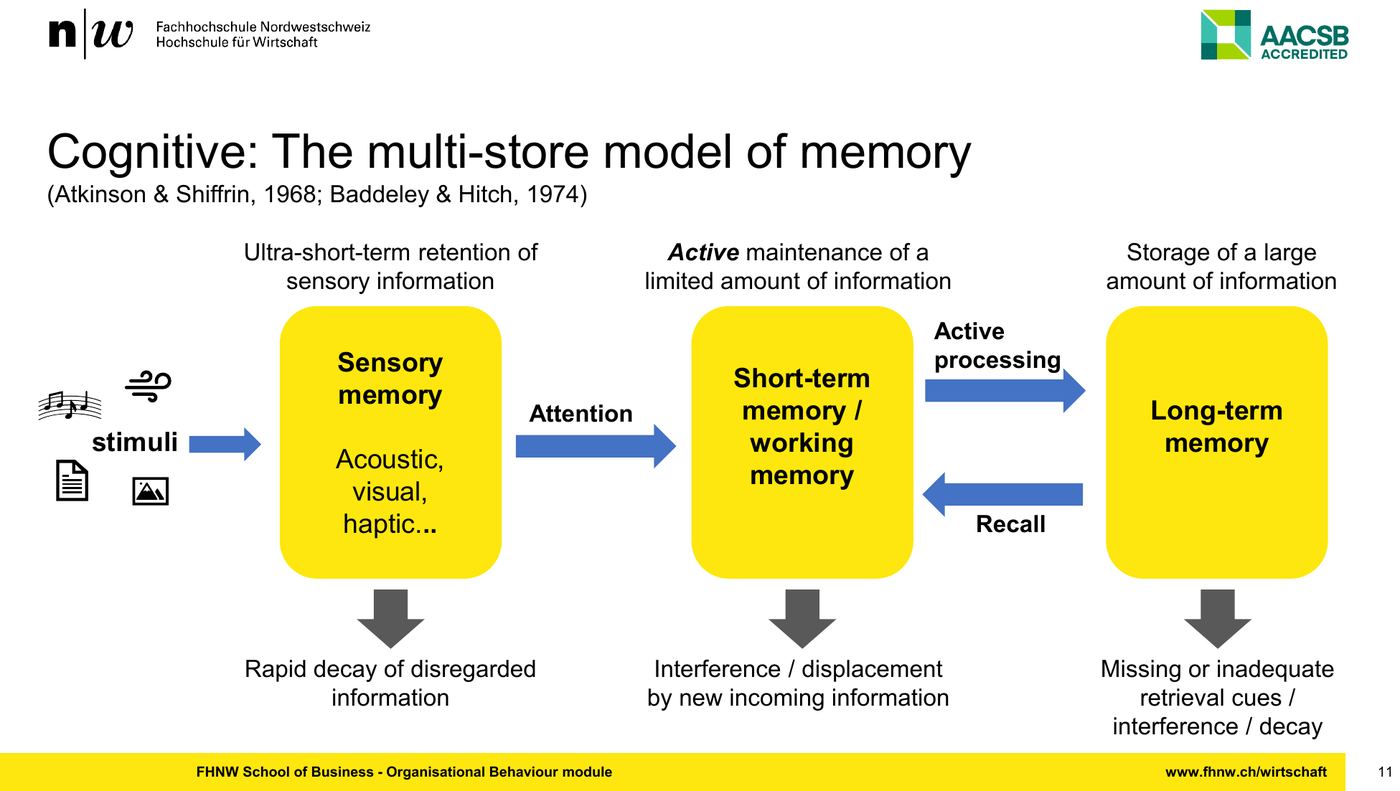 n|w
Fachhochschule Nordwestschweiz
Hochschule für Wirtschaft
AACSB
ACCREDITED
Cognitive: The multi-store model of memory
(Atkinson & Shiffrin, 1968; Baddeley & Hitch, 1974)
Ultra-short-term retention of
sensory information
Active maintenance of a
limited amount of information
Storage of a large
amount of information
stimuli
Sensory
memory
Acoustic,
visual,
haptic...
Attention
Short-term
memory /
working
memory
Active
processing
Recall
Long-term
memory
Rapid decay of disregarded
information
Interference / displacement
by new incoming information
Missing or inadequate
retrieval cues /
interference / decay
FHNW School of Business - Organisational Behaviour module
www.fhnw.ch/wirtschaft
11